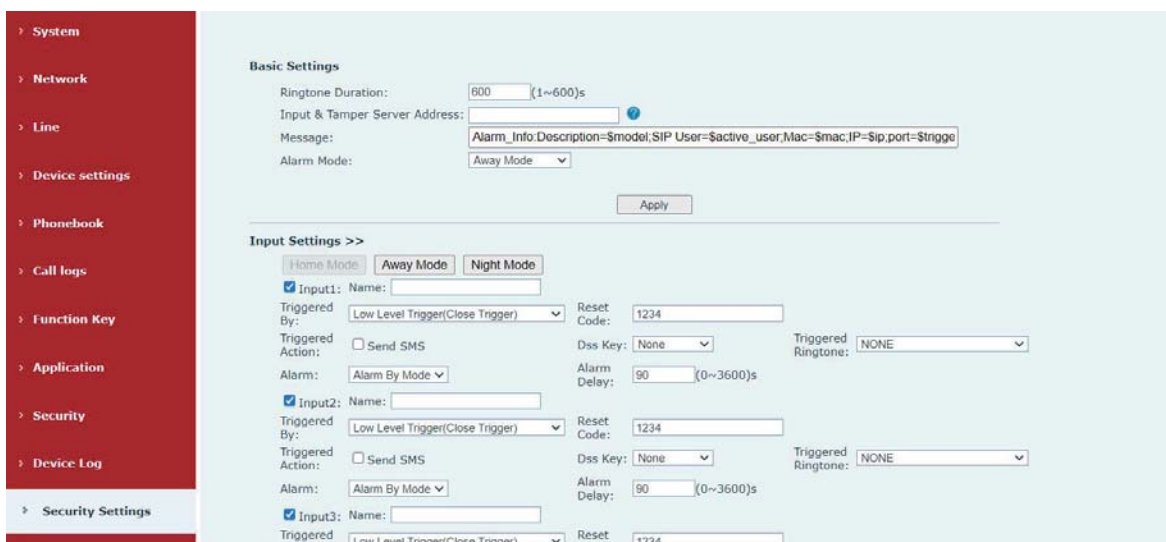 System
Network
Line
Device settings
Phonebook
Call logs
Function Key
Application
Security
Device Log
Security Settings
Basic Settings
Ringtone Duration: 600 (1~600)s
Input & Tamper Server Address:
Message: Alarm_Info:Description=$model;SIP User=$active_user;Mac=$mac;IP=$ip;port=$trigge
Alarm Mode: Away Mode
Apply
Input Settings >>
Home Mode Away Mode Night Mode
Input1: Name:
Triggered By: Low Level Trigger(Close Trigger) Reset Code: 1234
Triggered Action: Send SMS Dss Key: None Triggered Ringtone: NONE
Alarm: Alarm By Mode Alarm Delay: 90 (0~3600)s
Input2: Name:
Triggered By: Low Level Trigger(Close Trigger) Reset Code: 1234
Triggered Action: Send SMS Dss Key: None Triggered Ringtone: NONE
Alarm: Alarm By Mode Alarm Delay: 90 (0~3600)s
Input3: Name:
Triggered Low Level Trigger(Close Trigger) Reset 1234